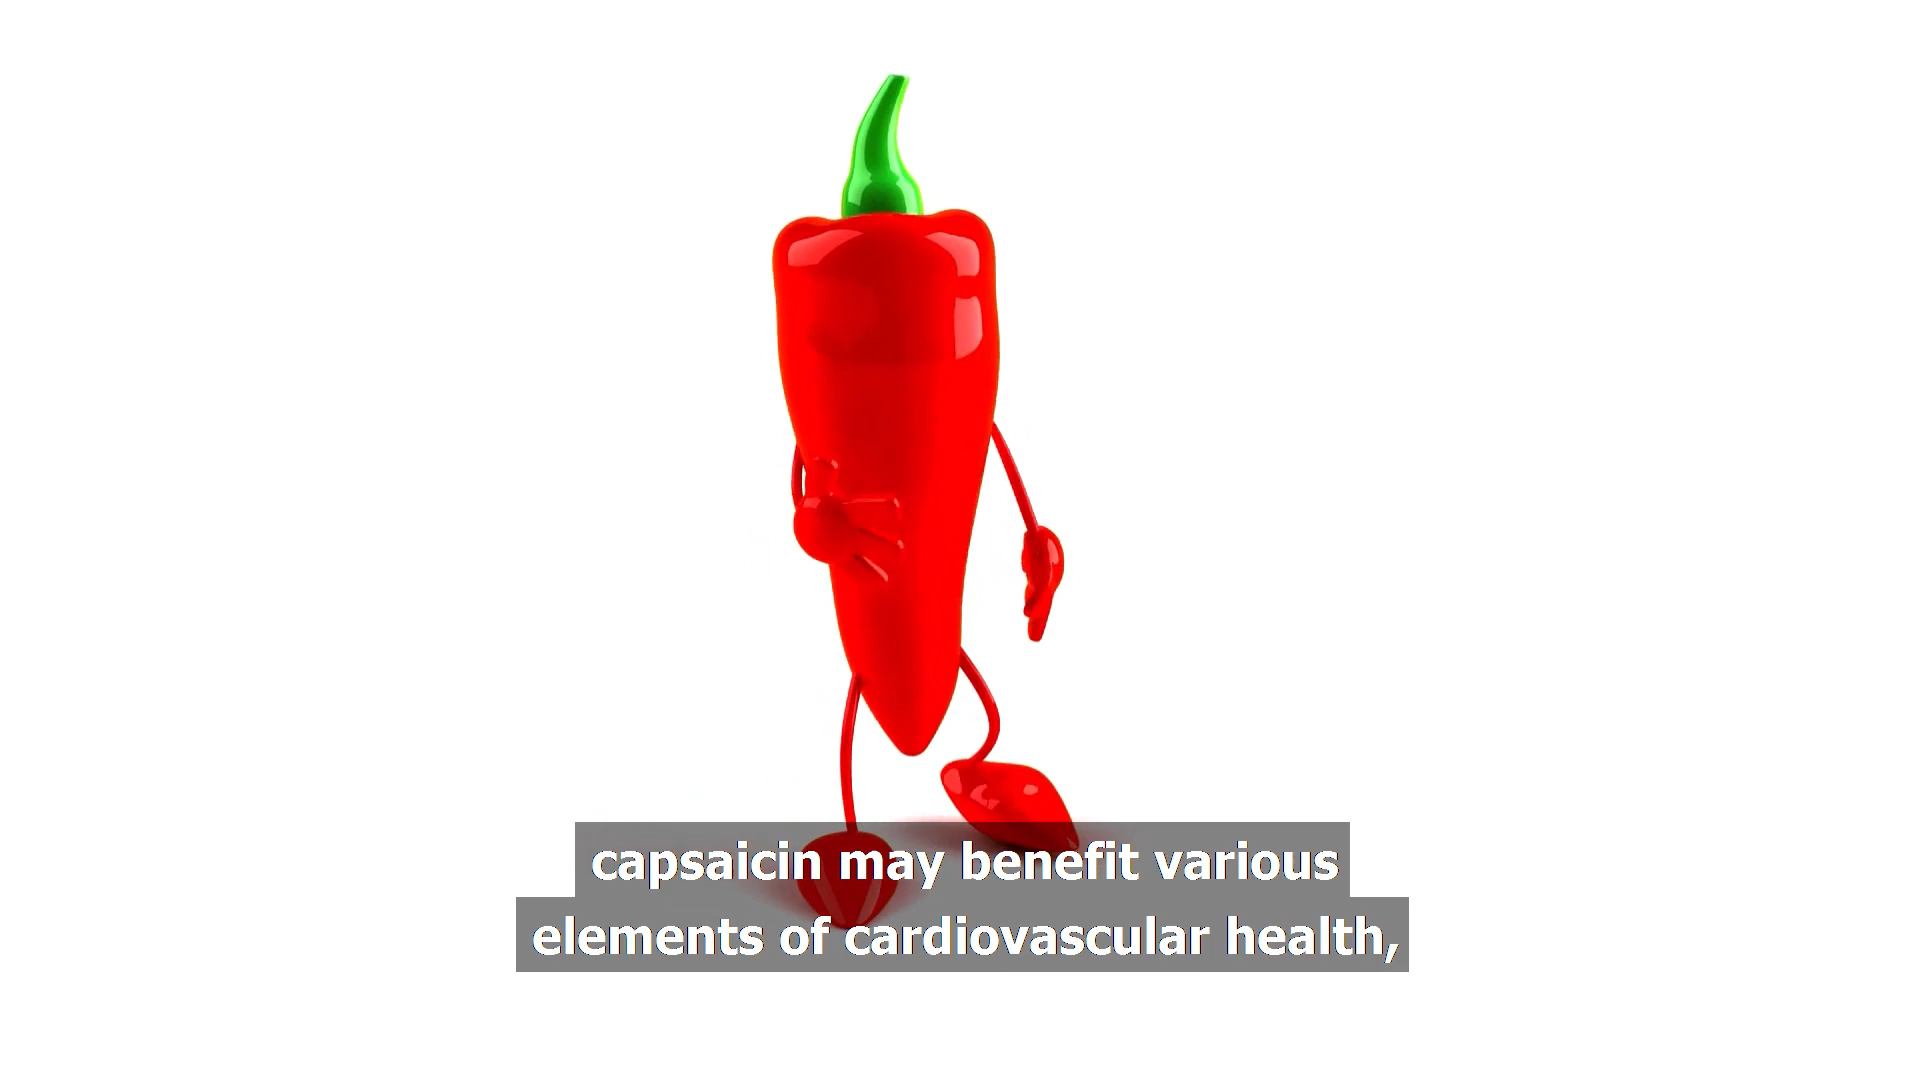 capsaicin may benefit various
elements of cardiovascular health,